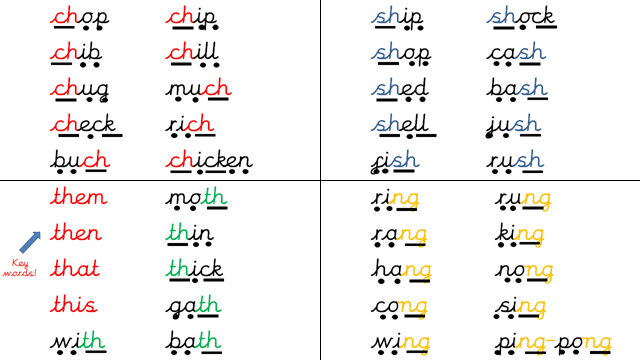 chop chip
chib chill
chug much
check rich
buch chicken
ship shock
shop cash
shed bash
shell jush
fish rush
them moth
then thin
Key words!
that thick
this gath
with bath
ring rung
rang king
hang nong
cong sing
wing ping-pong